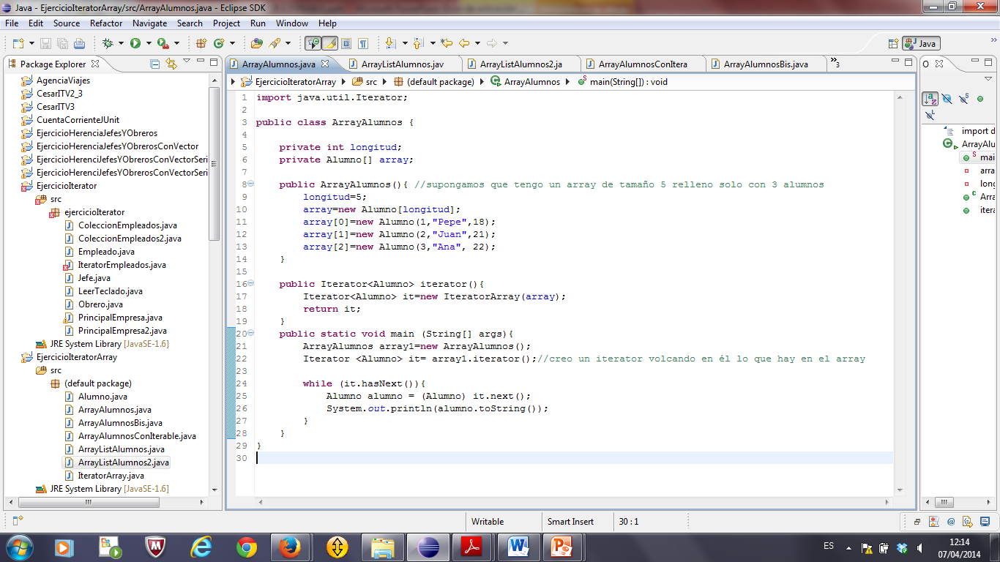 Java - EjercicioIteratorArray/src/ArrayAlumnos.java - Eclipse SDK
File Edit Source Refactor Navigate Search Project Run Window Help
Java
Package Explorer
AgenciaViajes
CesarITV2_3
CesarITV3
CuentaCorrienteJUnit
EjercicioHerenciaJefesYObreros
EjercicioHerenciJefesYObrerosConVector
EjercicioHerenciJefesYObrerosConVectorSeri
EjercicioHerenciJefesYObrerosConVectorSeri
EjercicioIterator
src
ejercicioIterator
ColeccionEmpleados.java
ColeccionEmpleados2.java
Empleado.java
IteratorEmpleados.java
Jefe.java
LeerTeclado.java
Obrero.java
PrincipalEmpresa.java
PrincipalEmpresa2.java
JRE System Library [JavaSE-1.6]
EjercicioIteratorArray
src
(default package)
Alumno.java
ArrayAlumnos.java
ArrayAlumnosBis.java
ArrayAlumnosConIterable.java
ArrayListAlumnos.java
ArrayListAlumnos2.java
IteratorArray.java
JRE System Library [JavaSE-1.6]
ArrayAlumnos.java ArrayListAlumnos.jav ArrayListAlumnos2.ja ArrayAlumnosConItera ArrayAlumnosBis.java »3
EjercicioIteratorArray src (default package) ArrayAlumnos main(String[]) : void
1 import java.util.Iterator;
2
3 public class ArrayAlumnos {
4
5 private int longitud;
6 private Alumno[] array;
7
8 public ArrayAlumnos(){ //supongamos que tengo un array de tamaño 5 relleno solo con 3 alumnos
9 longitud=5;
10 array=new Alumno[longitud];
11 array[0]=new Alumno(1,"Pepe",18);
12 array[1]=new Alumno(2,"Juan",21);
13 array[2]=new Alumno(3,"Ana", 22);
14 }
15
16 public Iterator<Alumno> iterator(){
17 Iterator<Alumno> it=new IteratorArray(array);
18 return it;
19 }
20 public static void main (String[] args){
21 ArrayAlumnos array1=new ArrayAlumnos();
22 Iterator <Alumno> it= array1.iterator();//creo un iterator volcando en él lo que hay en el array
23
24 while (it.hasNext()){
25 Alumno alumno = (Alumno) it.next();
26 System.out.println(alumno.toString());
27 }
28 }
29 }
30
O
import d
ArrayAlu
mai
arra
long
Arra
itera
Writable Smart Insert 30 : 1
ES
12:14
07/04/2014